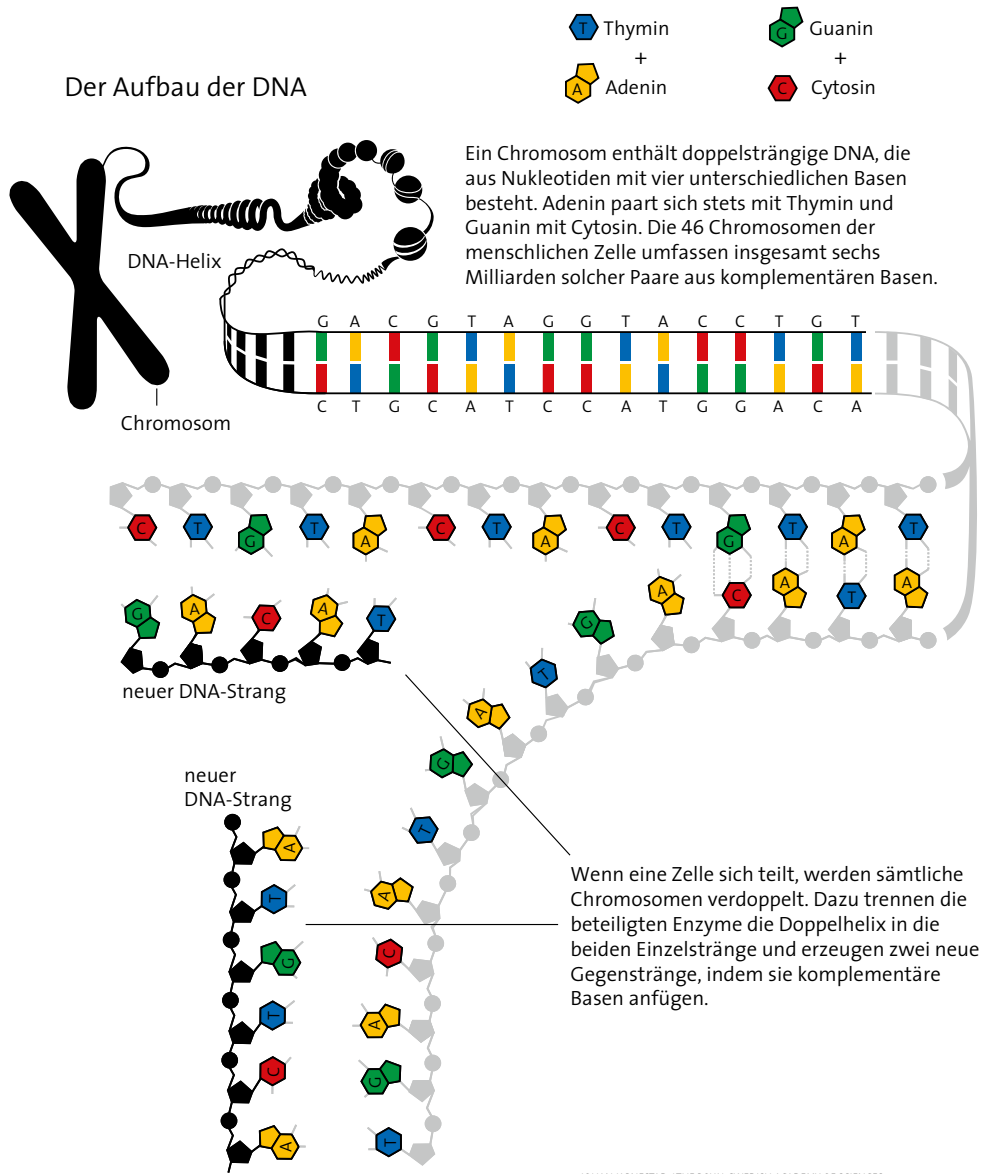 T Thymin
+
A Adenin
G Guanin
+
C Cytosin
Der Aufbau der DNA
Ein Chromosom enthält doppelsträngige DNA, die
aus Nukleotiden mit vier unterschiedlichen Basen
besteht. Adenin paart sich stets mit Thymin und
Guanin mit Cytosin. Die 46 Chromosomen der
menschlichen Zelle umfassen insgesamt sechs
Milliarden solcher Paare aus komplementären Basen.
DNA-Helix
Chromosom
G A C G T A G G T A C C T G T
C T G C A T C C A T G G A C A
C T G T A C T A C T G T A T
G A C A T
A C A T A
neuer DNA-Strang
G T A G T A C A G T
neuer
DNA-Strang
A T G T C A
Wenn eine Zelle sich teilt, werden sämtliche
Chromosomen verdoppelt. Dazu trennen die
beteiligten Enzyme die Doppelhelix in die
beiden Einzelstränge und erzeugen zwei neue
Gegenstränge, indem sie komplementäre
Basen anfügen.